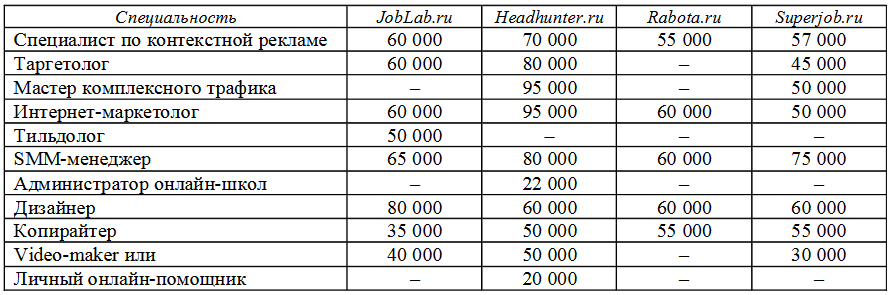 Специальность JobLab.ru Headhunter.ru Rabota.ru Superjob.ru
Специалист по контекстной рекламе 60 000 70 000 55 000 57 000
Таргетолог 60 000 80 000 – 45 000
Мастер комплексного трафика – 95 000 – 50 000
Интернет-маркетолог 60 000 95 000 60 000 50 000
Тильдолог 50 000 – – –
SMM-менеджер 65 000 80 000 60 000 75 000
Администратор онлайн-школ – 22 000 – –
Дизайнер 80 000 60 000 60 000 60 000
Копирайтер 35 000 50 000 55 000 55 000
Video-maker или 40 000 50 000 – 30 000
Личный онлайн-помощник – 20 000 – –